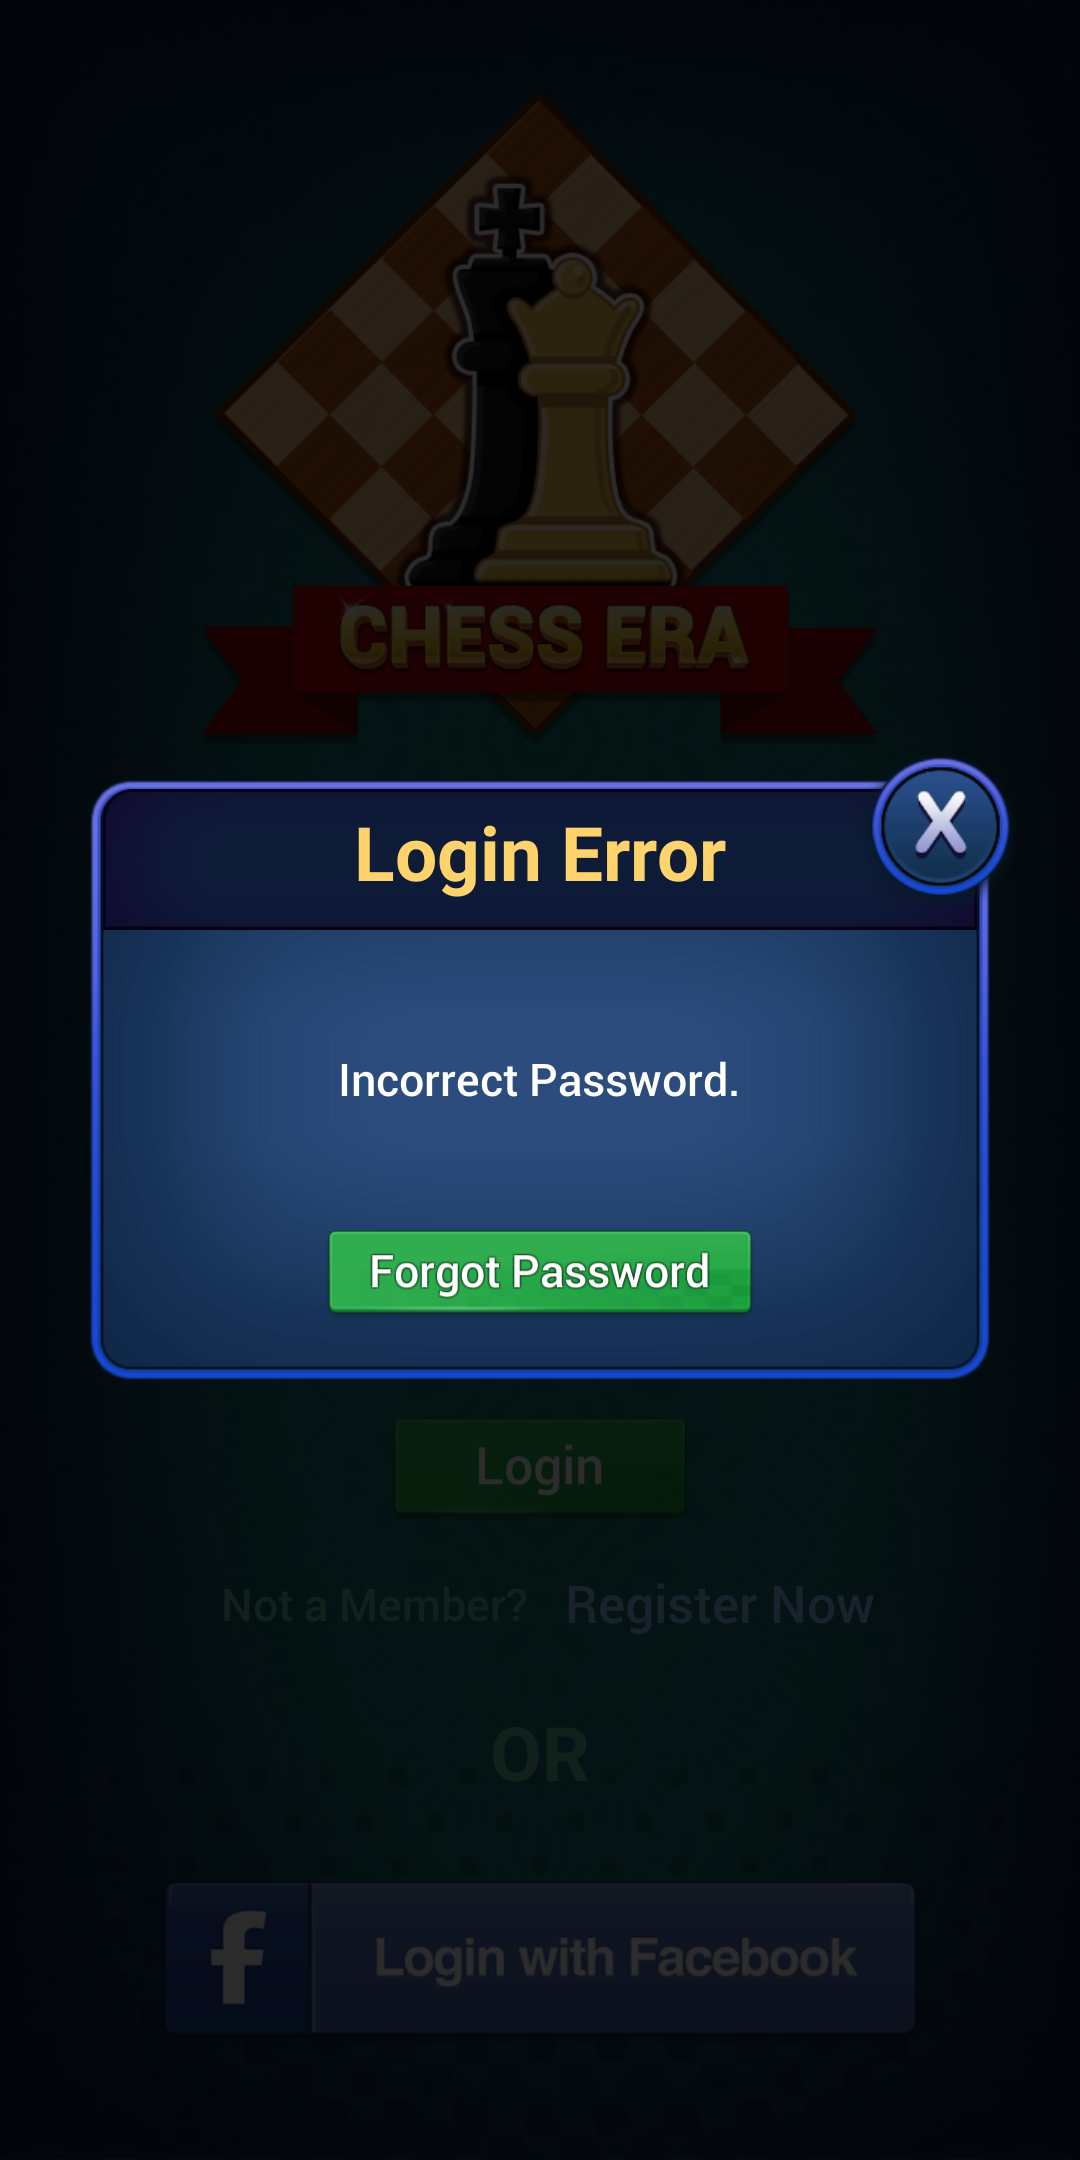 CHESS ERA
Login Error
X
Incorrect Password.
Forgot Password
Login
Not a Member? Register Now
OR
f Login with Facebook